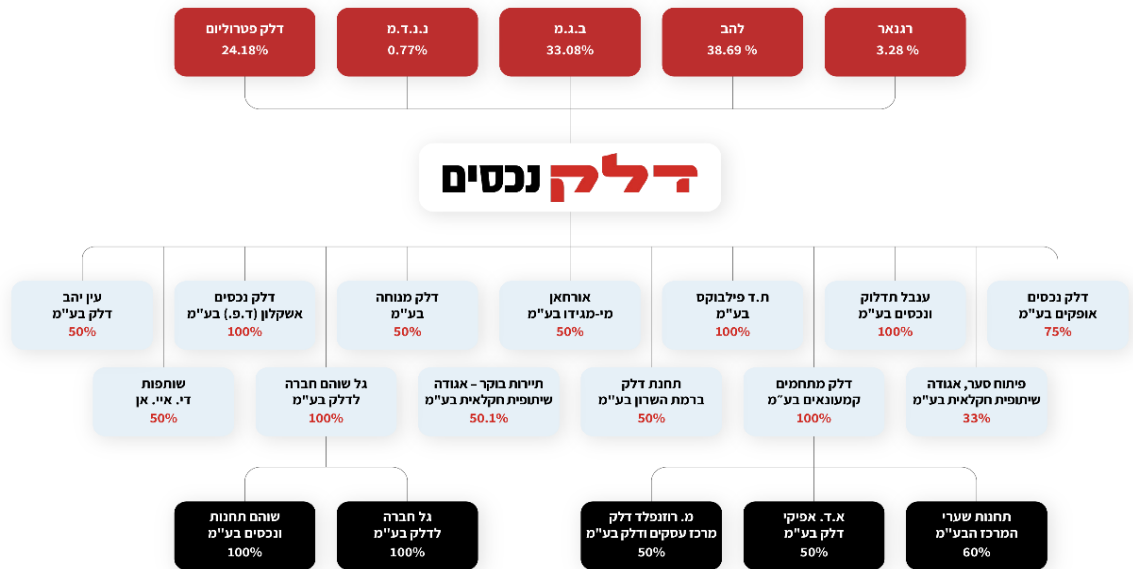 רגנאר
3.28 %
להב
38.69 %
ב.ג.מ
33.08%
נ.נ.ד.מ
0.77%
דלק פטרוליום
24.18%
דלק נכסים
דלק נכסים
אופקים בע"מ
75%
ענבל תדלוק
ונכסים בע"מ
100%
ת.ד פילבוקס
בע"מ
100%
אורחאן
מי-מגידו בע"מ
50%
דלק מנוחה
בע"מ
50%
דלק נכסים
אשקלון (ד.פ.) בע"מ
100%
עין יהב
דלק בע"מ
50%
פיתוח סער, אגודה
שיתופית חקלאית בע"מ
33%
דלק מתחמים
קמעונאים בע״מ
100%
תחנת דלק
ברמת השרון בע"מ
50%
תיירות בוקר – אגודה
שיתופית חקלאית בע"מ
50.1%
גל שוהם חברה
לדלק בע"מ
100%
שותפות
די. איי. אן
50%
תחנות שערי
המרכז הבע"מ
60%
א.ד. אפיקי
דלק בע"מ
50%
מ. רוזנפלד דלק
מרכז עסקים ודלק בע"מ
50%
גל חברה
לדלק בע"מ
100%
שוהם תחנות
ונכסים בע"מ
100%